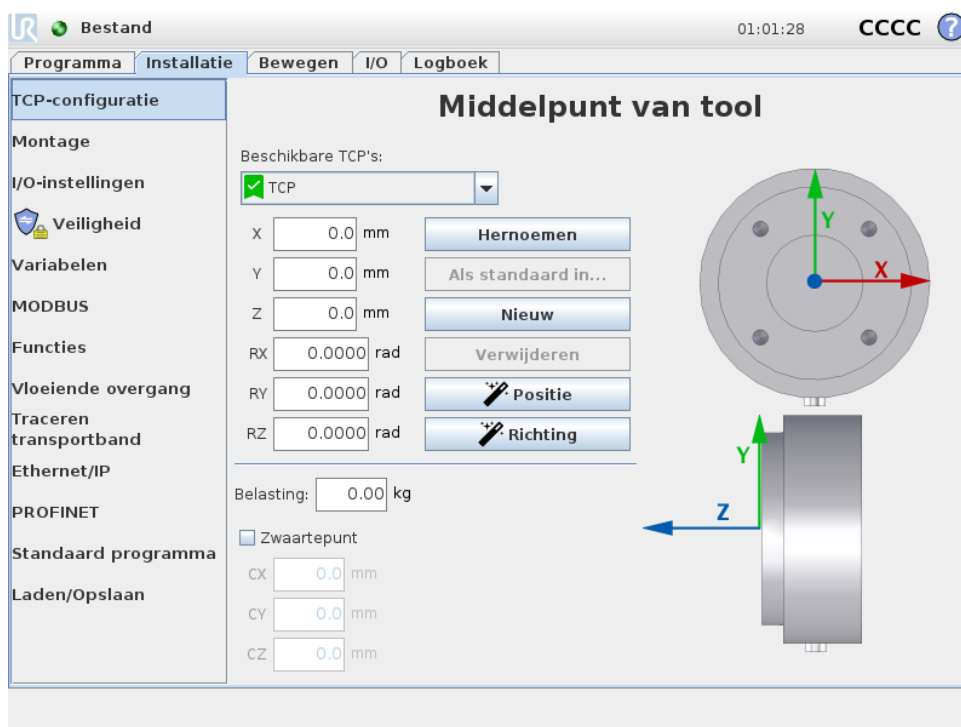 UR Bestand 01:01:28 CCCC ?
Programma Installatie Bewegen I/O Logboek
TCP-configuratie
Montage
I/O-instellingen
Veiligheid
Variabelen
MODBUS
Functies
Vloeiende overgang
Traceren
transportband
Ethernet/IP
PROFINET
Standaard programma
Laden/Opslaan
Middelpunt van tool
Beschikbare TCP's:
TCP
X 0.0 mm Hernoemen
Y 0.0 mm Als standaard in...
Z 0.0 mm Nieuw
RX 0.0000 rad Verwijderen
RY 0.0000 rad Positie
RZ 0.0000 rad Richting
Belasting: 0.00 kg
Zwaartepunt
CX 0.0 mm
CY 0.0 mm
CZ 0.0 mm
Y
X
Y
Z